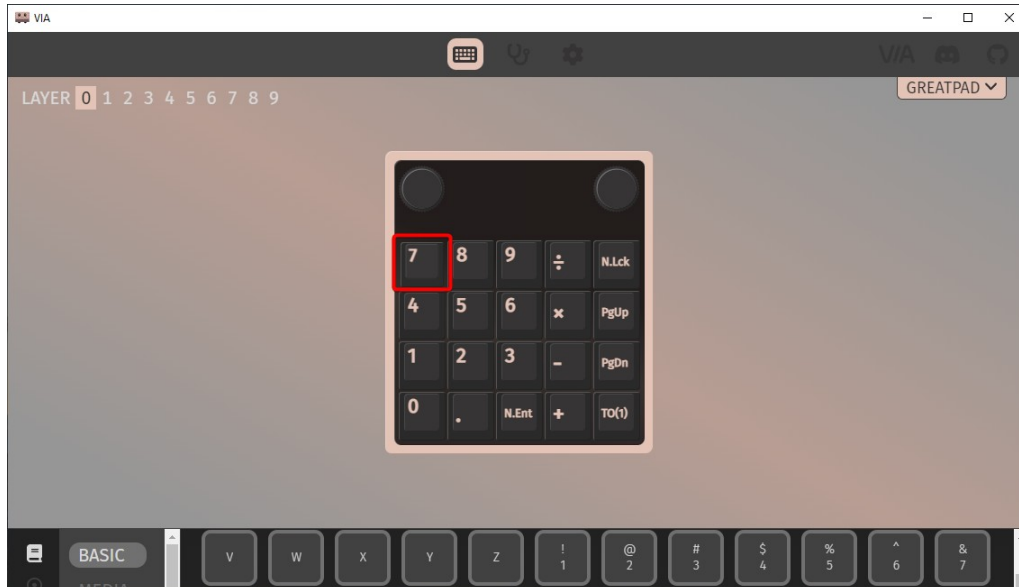 VIA
VIA
LAYER 0 1 2 3 4 5 6 7 8 9
GREATPAD
7 8 9 ÷ N.Lck
4 5 6 × PgUp
1 2 3 - PgDn
0 . N.Ent + TO(1)
BASIC
MEDIA
V W X Y Z ! 1 @ 2 # 3 $ 4 % 5 ^ 6 & 7